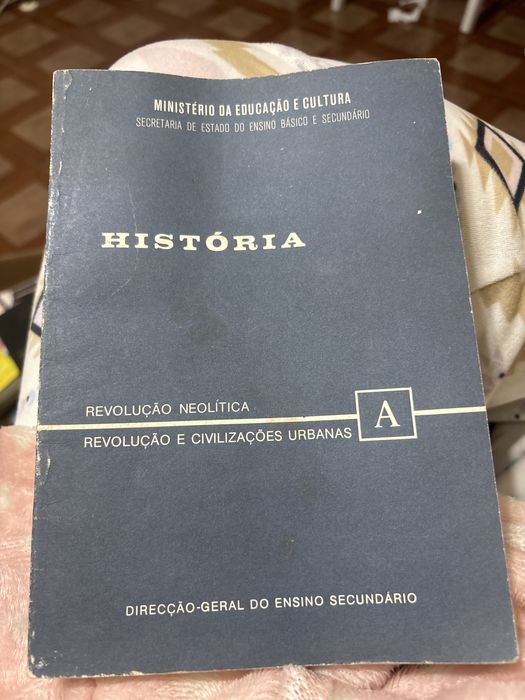 MINISTÉRIO DA EDUCAÇÃO E CULTURA
SECRETARIA DE ESTADO DO ENSINO BÁSICO E SECUNDÁRIO
HISTÓRIA
REVOLUÇÃO NEOLÍTICA
A
REVOLUÇÃO E CIVILIZAÇÕES URBANAS
DIRECÇÃO-GERAL DO ENSINO SECUNDÁRIO